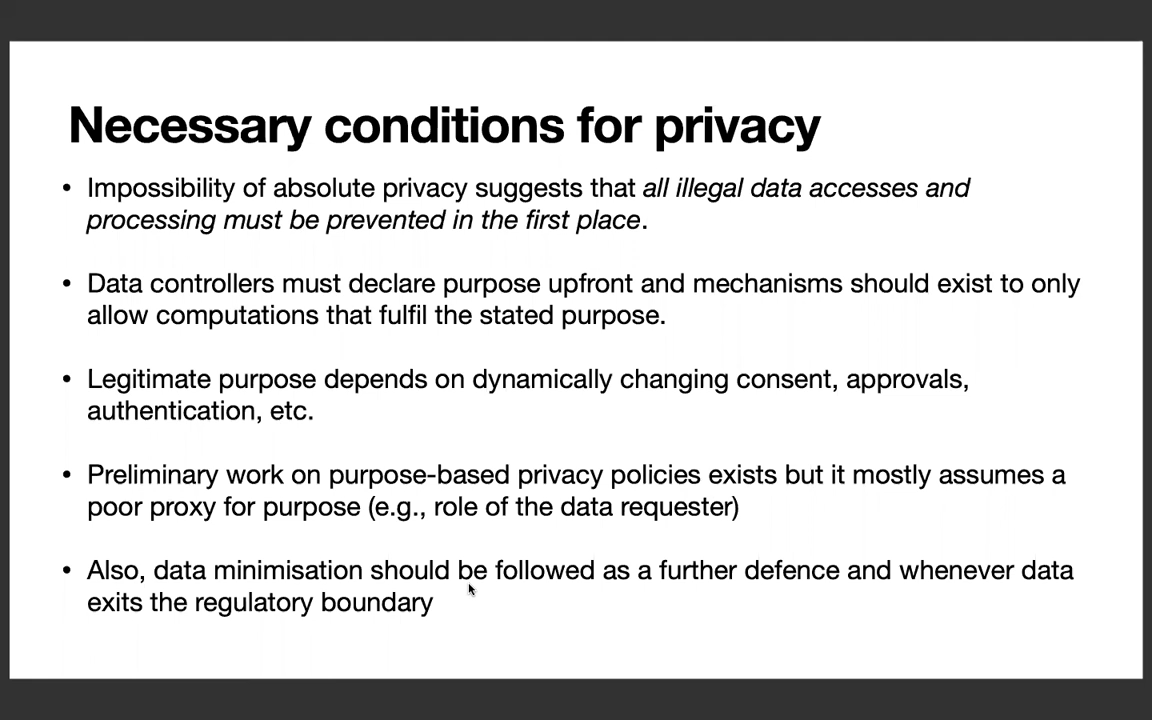 Necessary conditions for privacy
• Impossibility of absolute privacy suggests that all illegal data accesses and
processing must be prevented in the first place.
• Data controllers must declare purpose upfront and mechanisms should exist to only
allow computations that fulfil the stated purpose.
• Legitimate purpose depends on dynamically changing consent, approvals,
authentication, etc.
• Preliminary work on purpose-based privacy policies exists but it mostly assumes a
poor proxy for purpose (e.g., role of the data requester)
• Also, data minimisation should be followed as a further defence and whenever data
exits the regulatory boundary